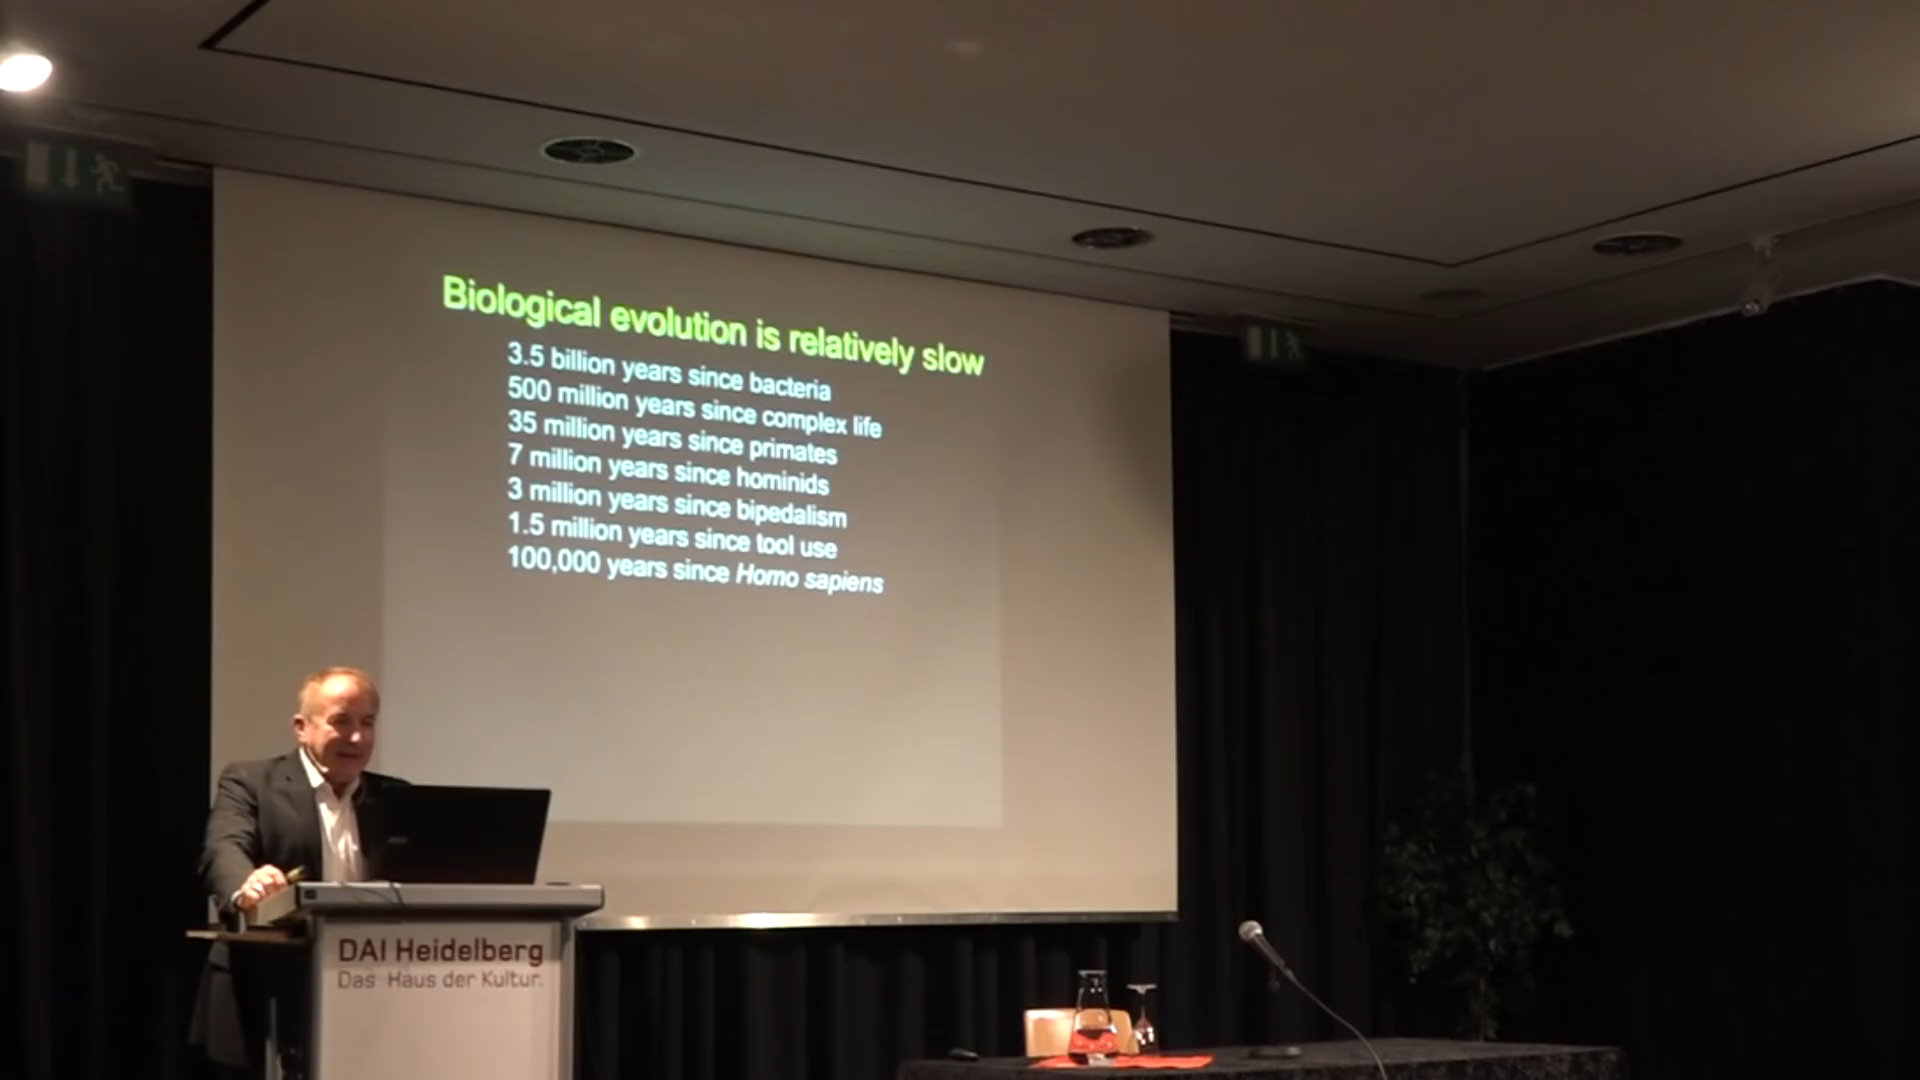 Biological evolution is relatively slow
3.5 billion years since bacteria
500 million years since complex life
35 million years since primates
7 million years since hominids
3 million years since bipedalism
1.5 million years since tool use
100,000 years since Homo sapiens
DAI Heidelberg
Das Haus der Kultur.